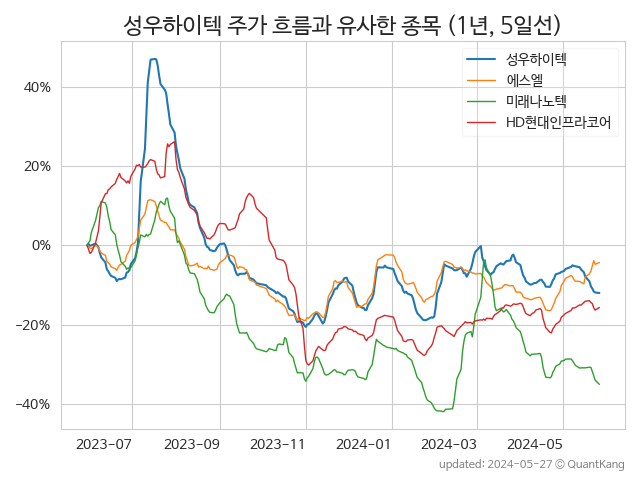 성우하이텍 주가 흐름과 유사한 종목 (1년, 5일선)
성우하이텍
에스엘
미래나노텍
HD현대인프라코어
40%
20%
0%
−20%
−40%
2023-07 2023-09 2023-11 2024-01 2024-03 2024-05
updated: 2024-05-27 © QuantKang